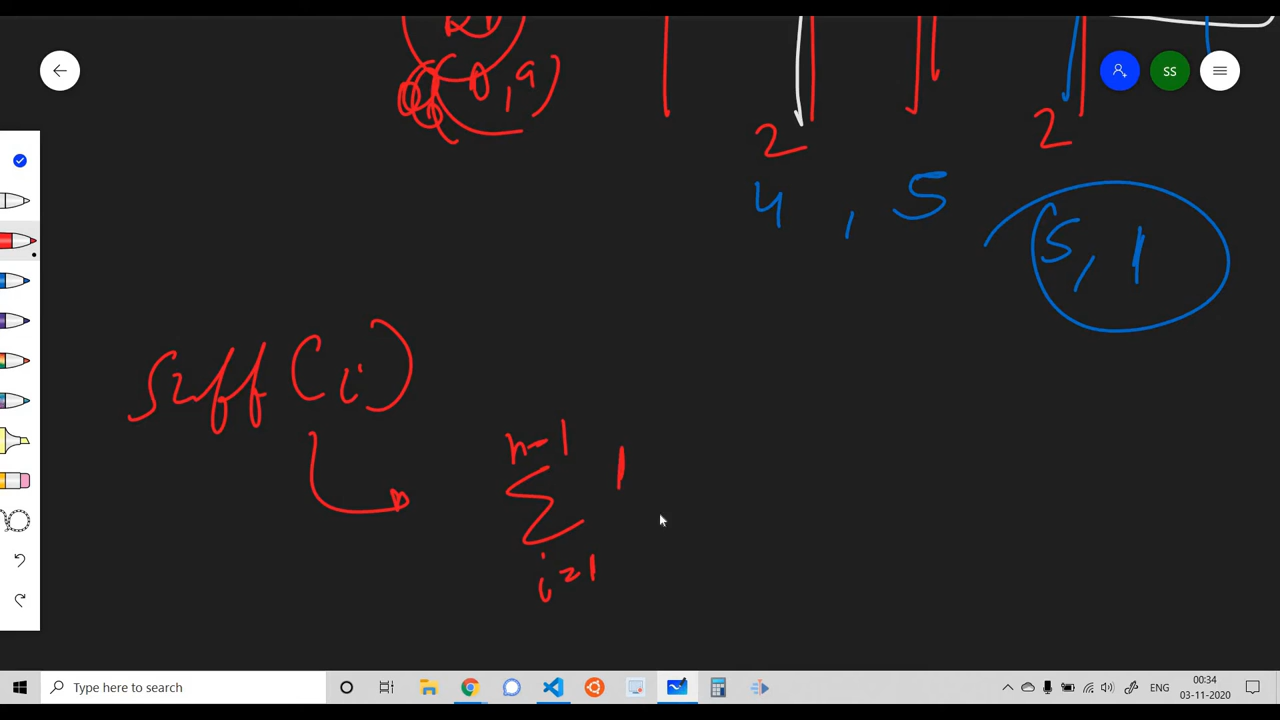 SS
0, 9)
2 2
4 , 5
5, 1
Suff(i)
n-1
Σ 1
i=1
Type here to search
ENG
00:34
03-11-2020